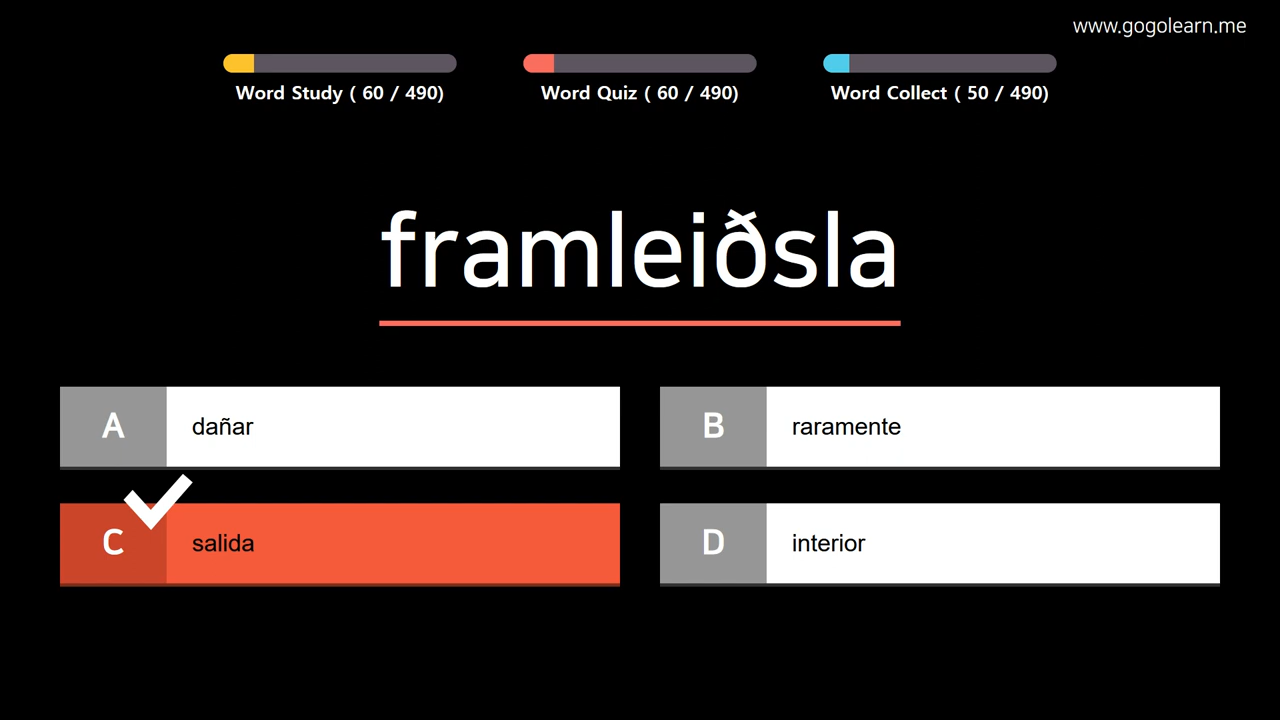 www.gogolearn.me
Word Study ( 60 / 490)
Word Quiz ( 60 / 490)
Word Collect ( 50 / 490)
framleiðsla
A dañar
B raramente
C salida
D interior